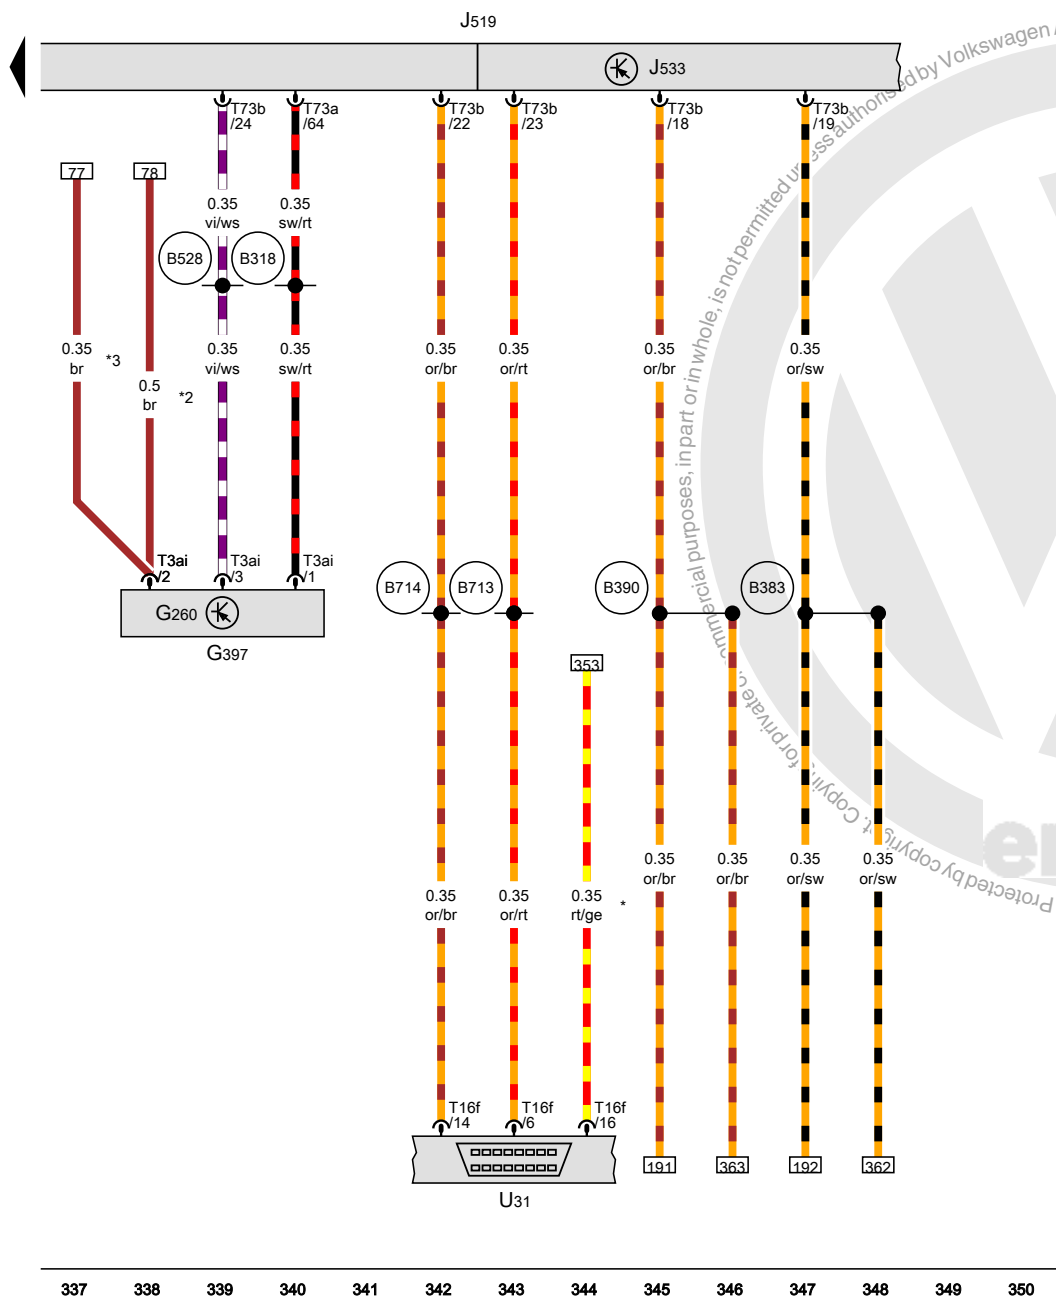 J519
J533
T73b
/24
T73a
/64
T73b
/22
T73b
/23
T73b
/18
T73b
/19
77
78
0.35
vi/ws
0.35
sw/rt
B528
B318
0.35
br
*3
0.5
br
*2
0.35
vi/ws
0.35
sw/rt
0.35
or/br
0.35
or/rt
0.35
or/br
0.35
or/sw
T3ai
/2
T3ai
/3
T3ai
/1
G260
G397
B714
B713
B390
B383
353
0.35
or/br
0.35
or/rt
0.35
rt/ge
*
0.35
or/br
0.35
or/br
0.35
or/sw
0.35
or/sw
T16f
/14
T16f
/6
T16f
/16
U31
191
363
192
362
337 338 339 340 341 342 343 344 345 346 347 348 349 350
Protected by copyright. Copying for private or commercial purposes, in part or in whole, is not permitted unless authorised by Volkswagen A